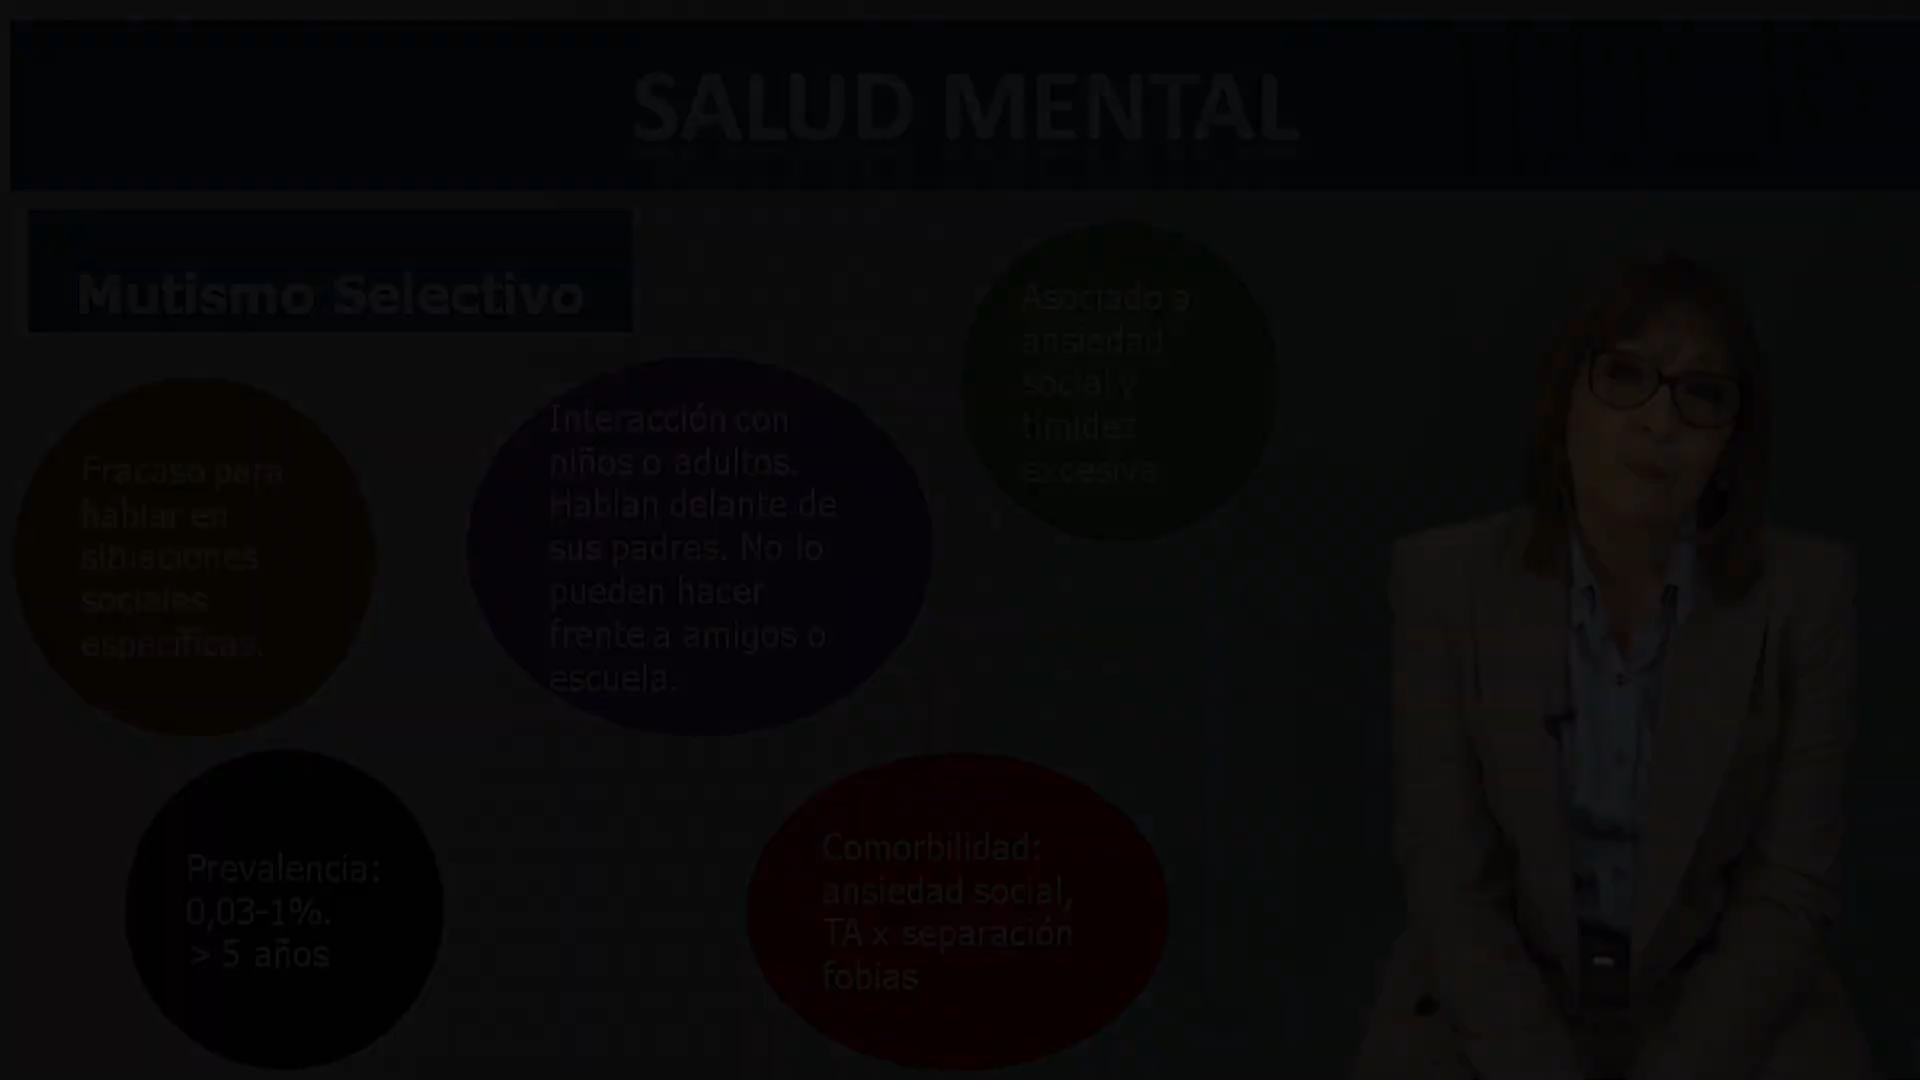 SALUD MENTAL
Mutismo Selectivo
Fracaso para
hablar en
situaciones
sociales
específicas.
Interacción con
niños o adultos.
Hablan delante de
sus padres. No lo
pueden hacer
frente a amigos o
escuela.
Asociado a
ansiedad
social y
timidez
excesiva
Prevalencia:
0,03-1%.
> 5 años
Comorbilidad:
ansiedad social,
TA x separación
fobias